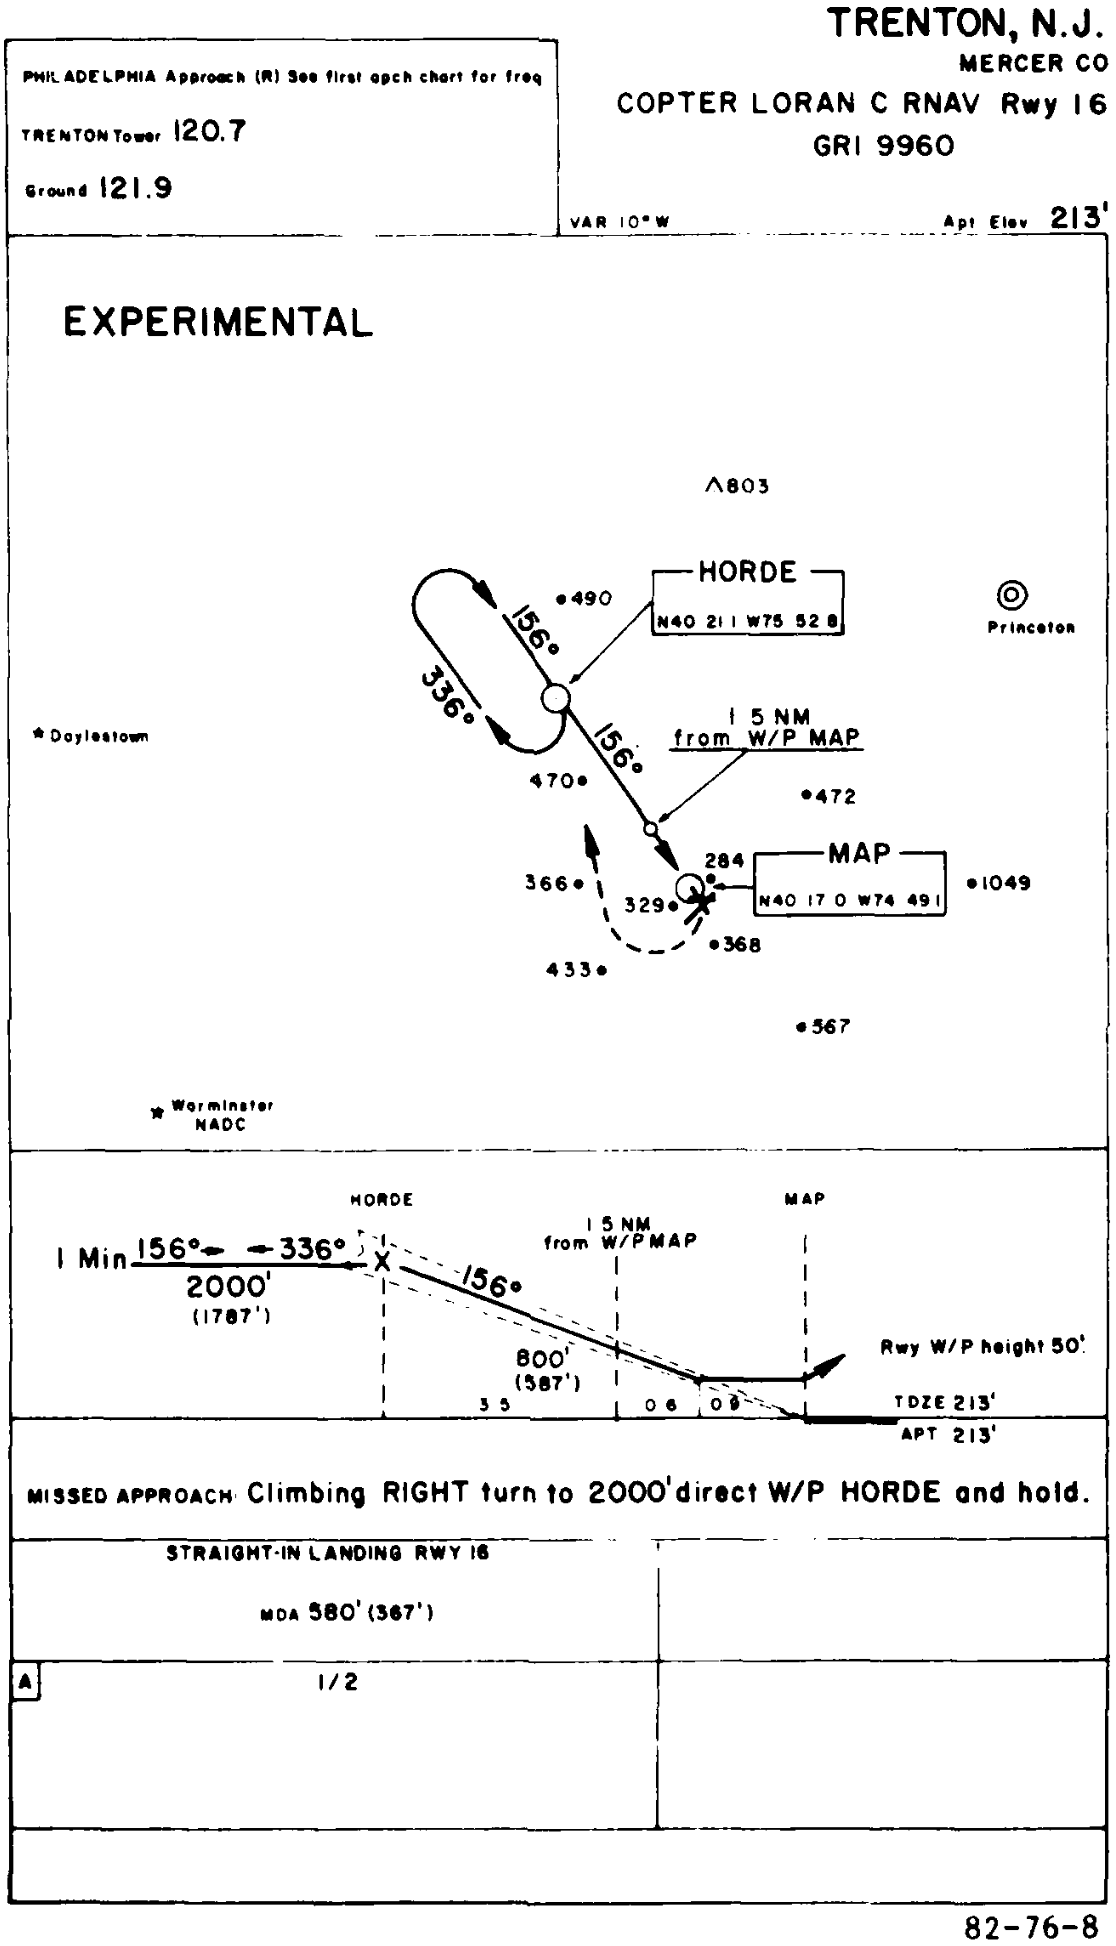 TRENTON, N.J.
MERCER CO
COPTER LORAN C RNAV Rwy 16
GRI 9960
PHILADELPHIA Approach (R) See first apch chart for freq
TRENTON Tower 120.7
Ground 121.9
VAR 10° W
Apt Elev 213'
EXPERIMENTAL
803
HORDE
N40 21 1 W75 52 8
490
156°
336°
Princeton
Doylestown
1 5 NM
from W/P MAP
156°
470
472
MAP
N40 17 0 W74 49 1
284
366
329
1049
368
433
567
Warminster
NADC
HORDE
MAP
1 5 NM
from W/P MAP
1 Min 156° 336°
2000'
(1787')
156°
800'
(587')
Rwy W/P height 50'.
3 5
0 6
0 9
TDZE 213'
APT 213'
MISSED APPROACH: Climbing RIGHT turn to 2000' direct W/P HORDE and hold.
STRAIGHT-IN LANDING RWY 16
MDA 580' (367')
A
1/2
82-76-8